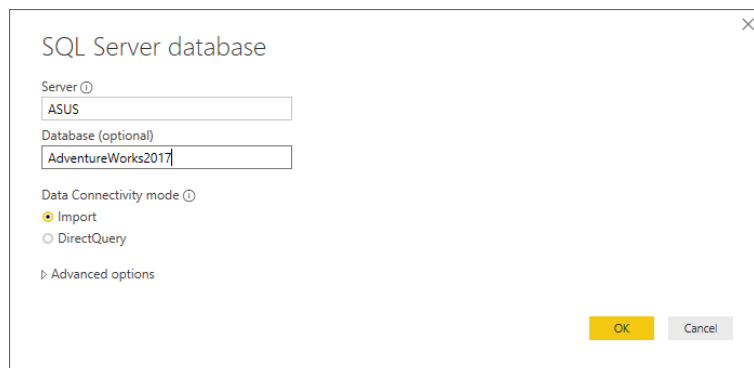 SQL Server database
Server
ASUS
Database (optional)
AdventureWorks2017
Data Connectivity mode
Import
DirectQuery
Advanced options
OK Cancel